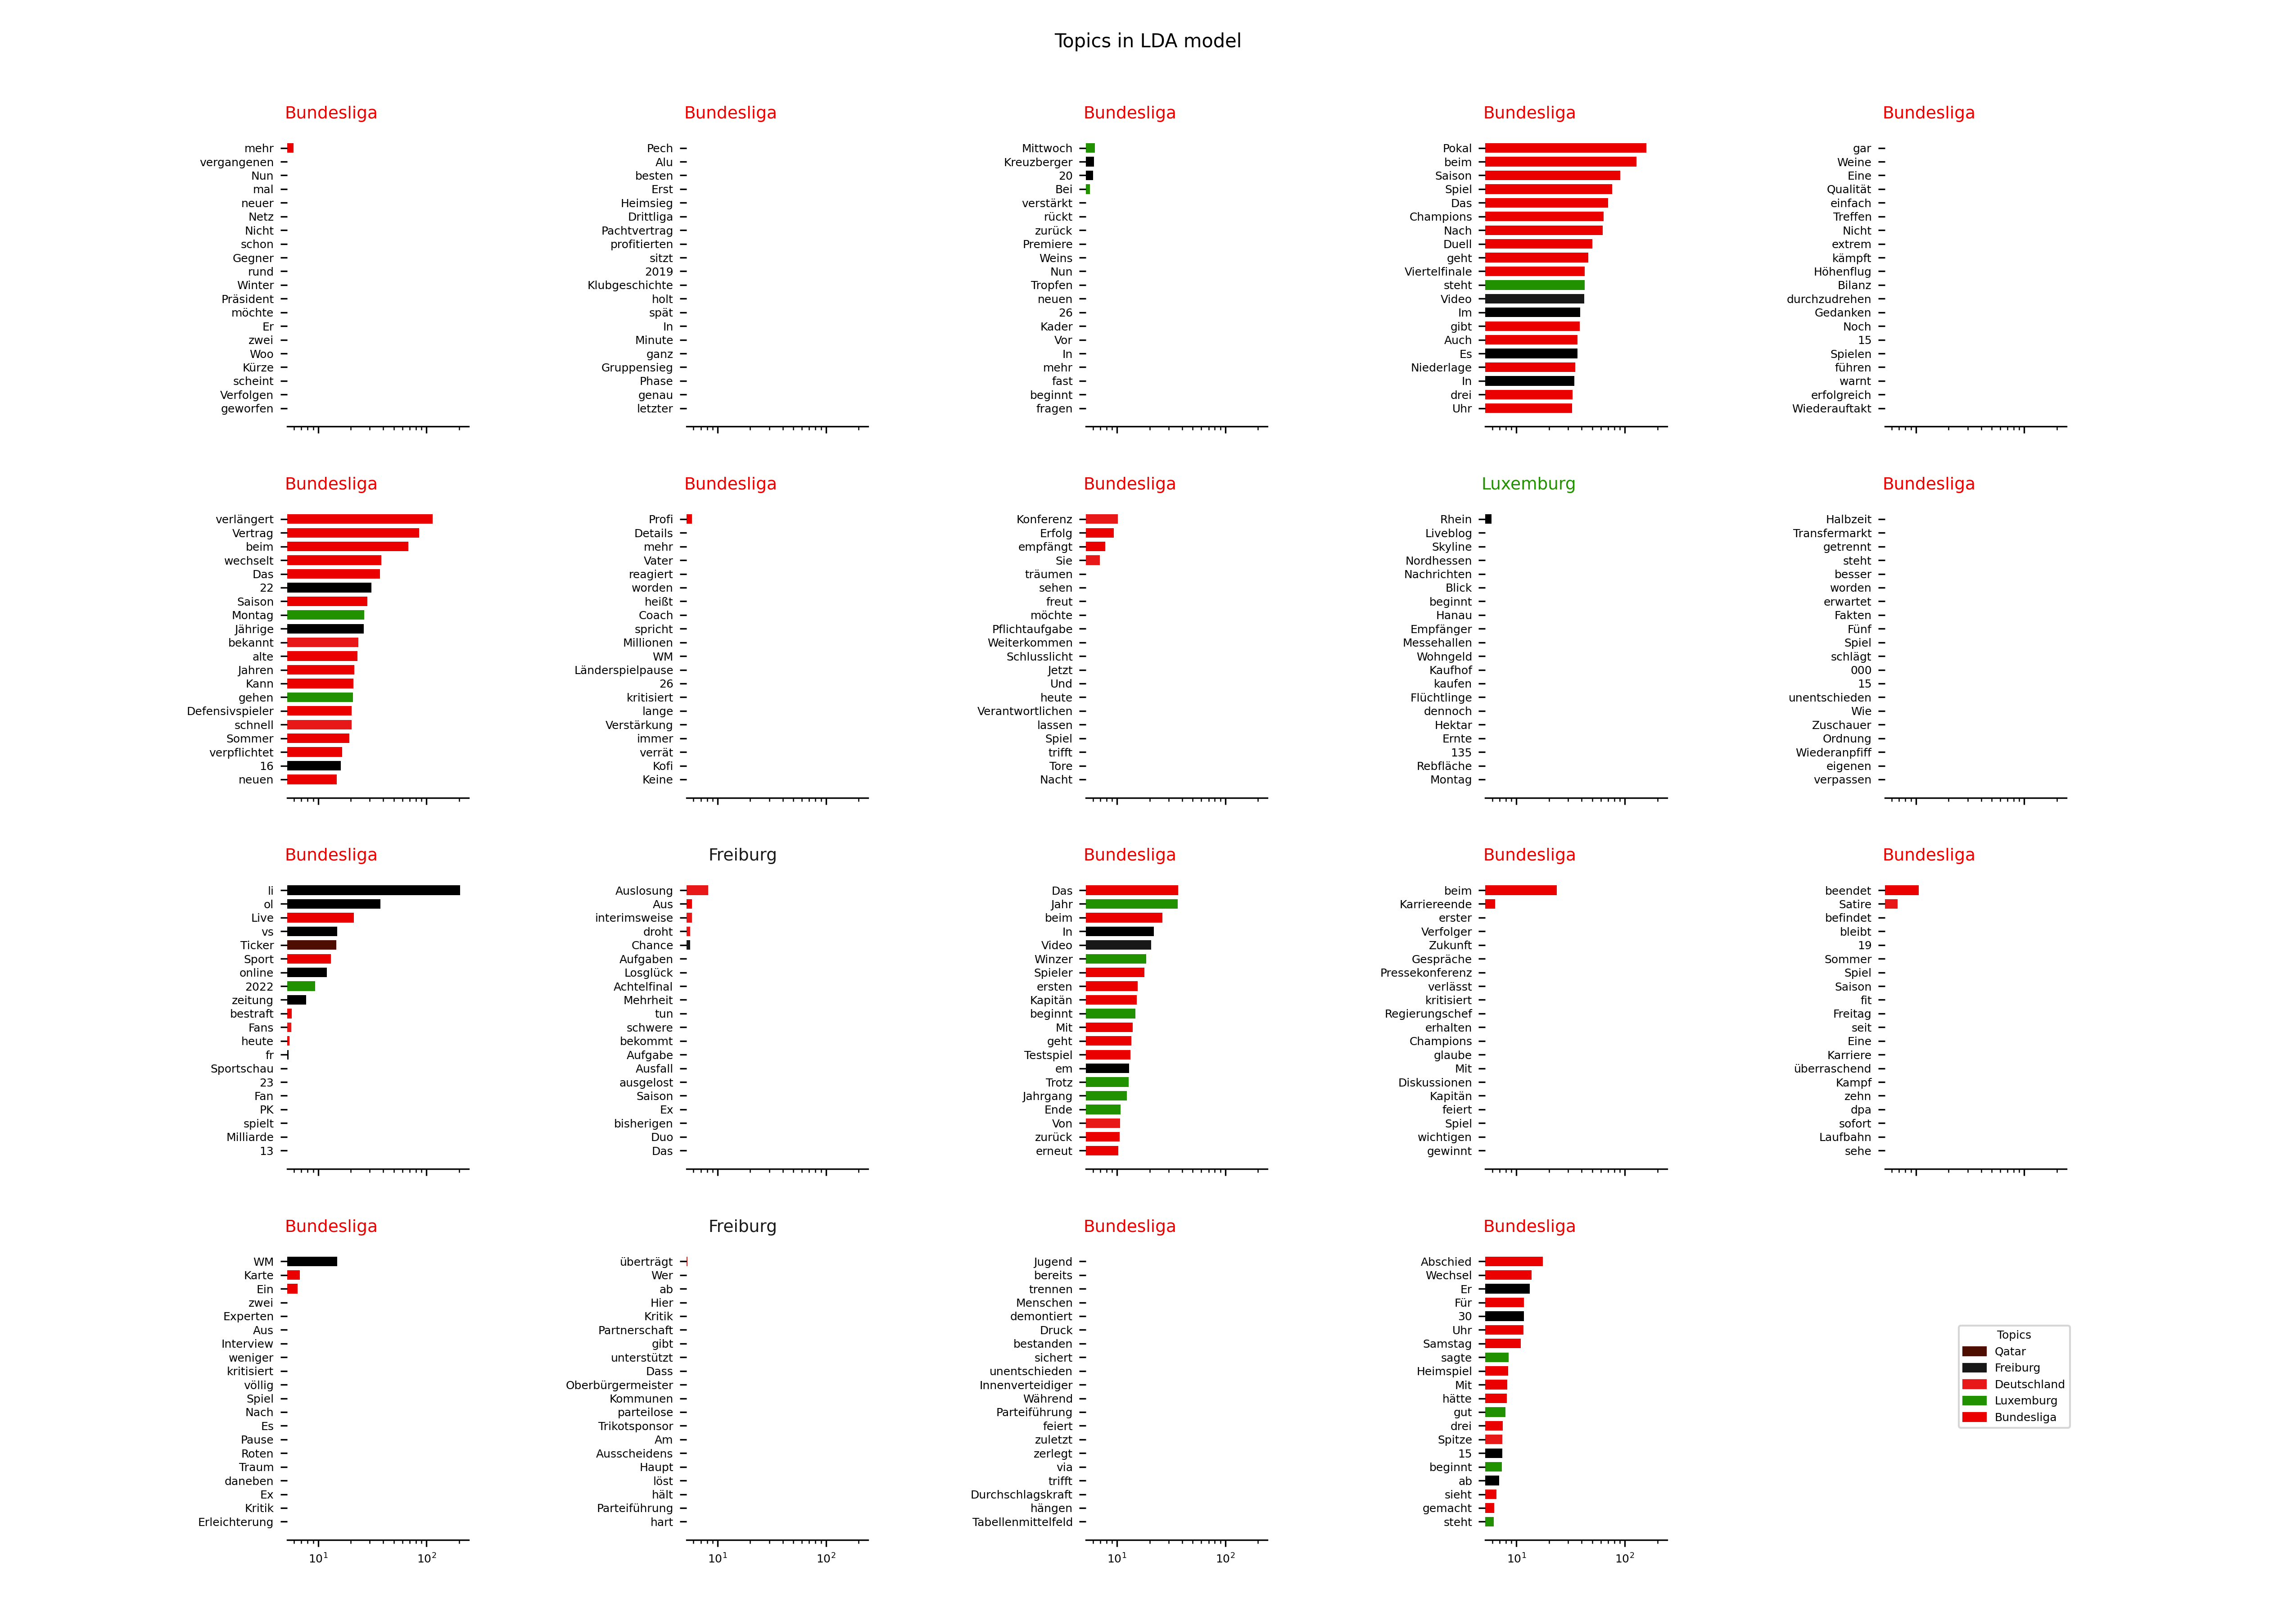 Topics in LDA model
Bundesliga
mehr
vergangenen
Nun
mal
neuer
Netz
Nicht
schon
Gegner
rund
Winter
Präsident
möchte
Er
zwei
Woo
Kürze
scheint
Verfolgen
geworfen
Bundesliga
Pech
Alu
besten
Erst
Heimsieg
Drittliga
Pachtvertrag
profitierten
sitzt
2019
Klubgeschichte
holt
spät
In
Minute
ganz
Gruppensieg
Phase
genau
letzter
Bundesliga
Mittwoch
Kreuzberger
20
Bei
verstärkt
rückt
zurück
Premiere
Weins
Nun
Tropfen
neuen
26
Kader
Vor
In
mehr
fast
beginnt
fragen
Bundesliga
Pokal
beim
Saison
Spiel
Das
Champions
Nach
Duell
geht
Viertelfinale
steht
Video
Im
gibt
Auch
Es
Niederlage
In
drei
Uhr
Bundesliga
gar
Weine
Eine
Qualität
einfach
Treffen
Nicht
extrem
kämpft
Höhenflug
Bilanz
durchzudrehen
Gedanken
Noch
15
Spielen
führen
warnt
erfolgreich
Wiederauftakt
Bundesliga
verlängert
Vertrag
beim
wechselt
Das
22
Saison
Montag
Jährige
bekannt
alte
Jahren
Kann
gehen
Defensivspieler
schnell
Sommer
verpflichtet
16
neuen
Bundesliga
Profi
Details
mehr
Vater
reagiert
worden
heißt
Coach
spricht
Millionen
WM
Länderspielpause
26
kritisiert
lange
Verstärkung
immer
verrät
Kofi
Keine
Bundesliga
Konferenz
Erfolg
empfängt
Sie
träumen
sehen
freut
möchte
Pflichtaufgabe
Weiterkommen
Schlusslicht
Jetzt
Und
heute
Verantwortlichen
lassen
Spiel
trifft
Tore
Nacht
Luxemburg
Rhein
Liveblog
Skyline
Nordhessen
Nachrichten
Blick
beginnt
Hanau
Empfänger
Messehallen
Wohngeld
Kaufhof
kaufen
Flüchtlinge
dennoch
Hektar
Ernte
135
Rebfläche
Montag
Bundesliga
Halbzeit
Transfermarkt
getrennt
steht
besser
worden
erwartet
Fakten
Fünf
Spiel
schlägt
000
15
unentschieden
Wie
Zuschauer
Ordnung
Wiederanpfiff
eigenen
verpassen
Bundesliga
li
ol
Live
vs
Ticker
Sport
online
2022
zeitung
bestraft
Fans
heute
fr
Sportschau
23
Fan
PK
spielt
Milliarde
13
Freiburg
Auslosung
Aus
interimsweise
droht
Chance
Aufgaben
Losglück
Achtelfinal
Mehrheit
tun
schwere
bekommt
Aufgabe
Ausfall
ausgelost
Saison
Ex
bisherigen
Duo
Das
Bundesliga
Das
Jahr
beim
In
Video
Winzer
Spieler
ersten
Kapitän
beginnt
Mit
geht
Testspiel
em
Trotz
Jahrgang
Ende
Von
zurück
erneut
Bundesliga
beim
Karriereende
erster
Verfolger
Zukunft
Gespräche
Pressekonferenz
verlässt
kritisiert
Regierungschef
erhalten
Champions
glaube
Mit
Diskussionen
Kapitän
feiert
Spiel
wichtigen
gewinnt
Bundesliga
beendet
Satire
befindet
bleibt
19
Sommer
Spiel
Saison
fit
Freitag
seit
Eine
Karriere
überraschend
Kampf
zehn
dpa
sofort
Laufbahn
sehe
Bundesliga
WM
Karte
Ein
zwei
Experten
Aus
Interview
weniger
kritisiert
völlig
Spiel
Nach
Es
Pause
Roten
Traum
daneben
Ex
Kritik
Erleichterung
10¹ 10²
Freiburg
überträgt
Wer
ab
Hier
Kritik
Partnerschaft
gibt
unterstützt
Dass
Oberbürgermeister
Kommunen
parteilose
Trikotsponsor
Am
Ausscheidens
Haupt
löst
hält
Parteiführung
hart
10¹ 10²
Bundesliga
Jugend
bereits
trennen
Menschen
demontiert
Druck
bestanden
sichert
unentschieden
Innenverteidiger
Während
Parteiführung
feiert
zuletzt
zerlegt
via
trifft
Durchschlagskraft
hängen
Tabellenmittelfeld
10¹ 10²
Bundesliga
Abschied
Wechsel
Er
Für
30
Uhr
Samstag
sagte
Heimspiel
Mit
hätte
gut
drei
Spitze
15
beginnt
ab
sieht
gemacht
steht
10¹ 10²
Topics
Qatar
Freiburg
Deutschland
Luxemburg
Bundesliga